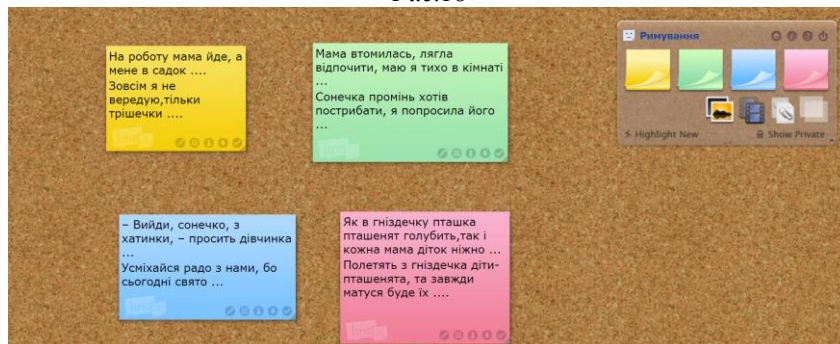 На роботу мама йде, а
мене в садок ....
Зовсім я не
вередую,тільки
трішечки ....
Мама втомилась, лягла
відпочити, маю я тихо в кімнаті
...
Сонечка промінь хотів
пострибати, я попросила його
...
Римування
Highlight New
Show Private
– Вийди, сонечко, з
хатинки, – просить дівчинка
...
Усміхайся радо з нами, бо
сьогодні свято ...
Як в гніздечку пташка
пташенят голубить,так і
кожна мама діток ніжно ...
Полетять з гніздечка діти-
пташенята, та завжди
матуся буде їх ....